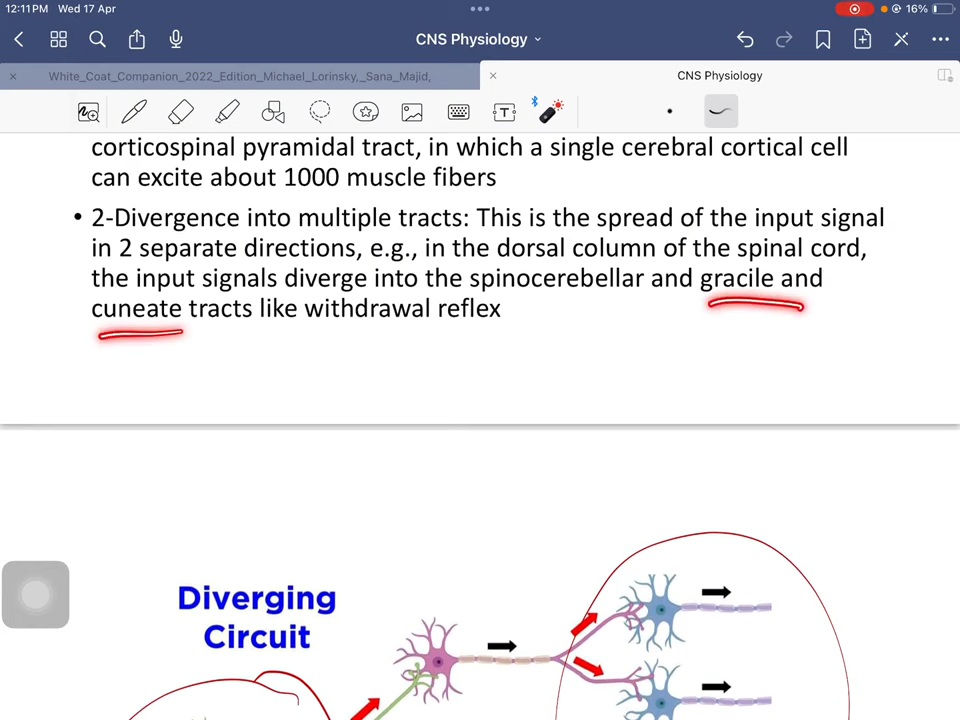 12:11PM Wed 17 Apr
16%
CNS Physiology
White_Coat_Companion_2022_Edition_Michael_Lorinsky,_Sana_Majid,
CNS Physiology
T
corticospinal pyramidal tract, in which a single cerebral cortical cell
can excite about 1000 muscle fibers
• 2-Divergence into multiple tracts: This is the spread of the input signal
in 2 separate directions, e.g., in the dorsal column of the spinal cord,
the input signals diverge into the spinocerebellar and gracile and
cuneate tracts like withdrawal reflex
Diverging
Circuit